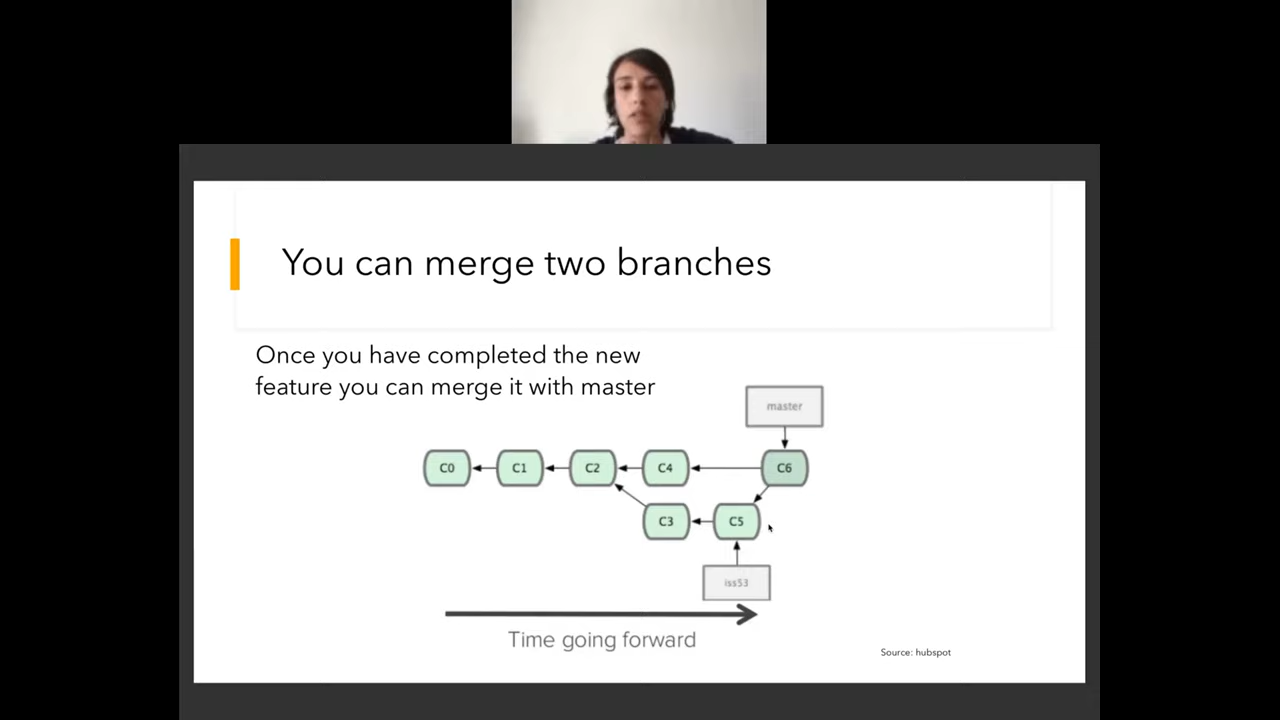 You can merge two branches
Once you have completed the new
feature you can merge it with master
master
C0 C1 C2 C4 C6
C3 C5
iss53
Time going forward
Source: hubspot